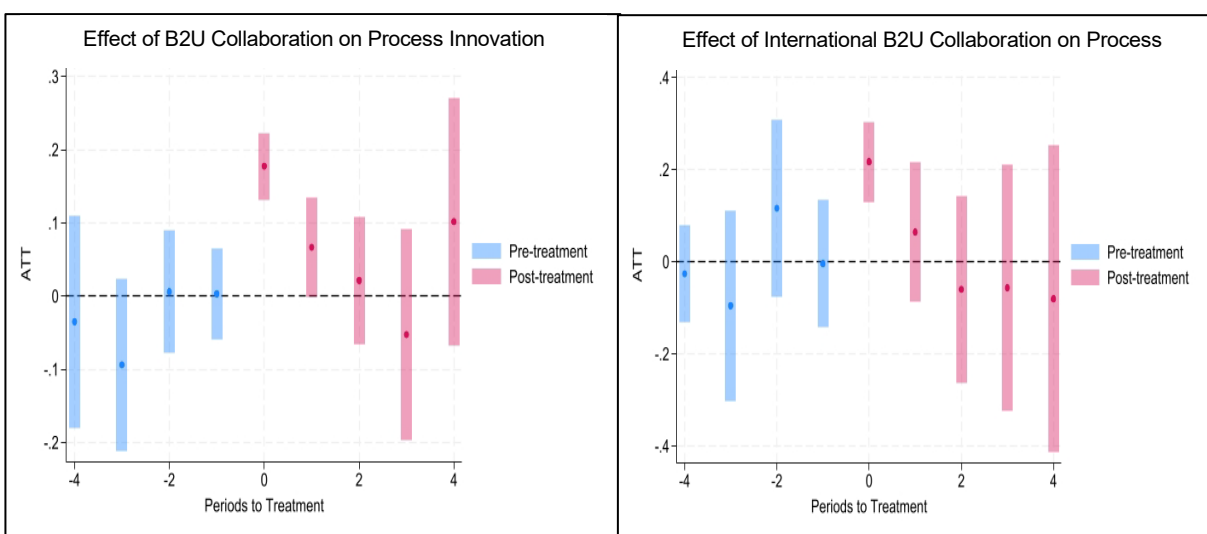 Effect of B2U Collaboration on Process Innovation
.3
.2
.1
0
-.1
-.2
ATT
-4
-2
0
2
4
Periods to Treatment
Pre-treatment
Post-treatment
Effect of International B2U Collaboration on Process
.4
.2
0
-.2
-.4
ATT
-4
-2
0
2
4
Periods to Treatment
Pre-treatment
Post-treatment